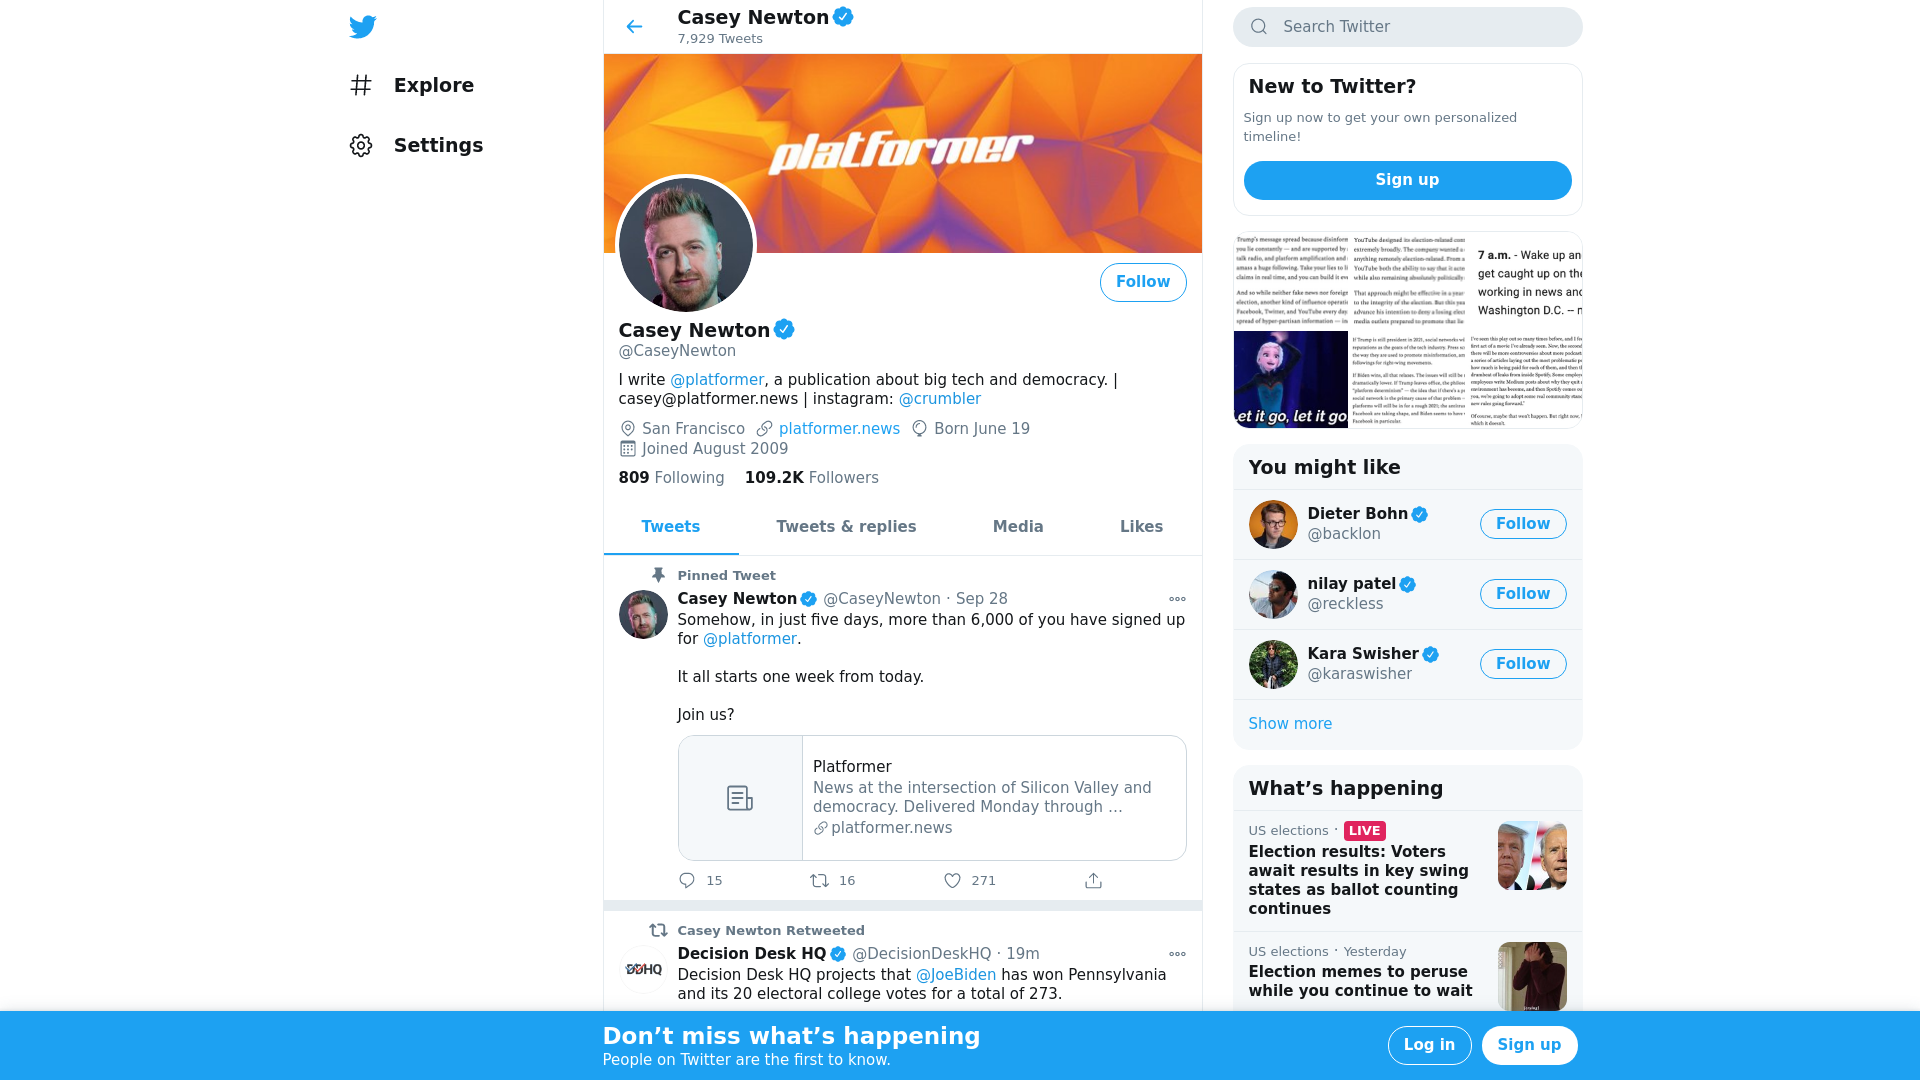 Explore
Settings
Casey Newton
7,929 Tweets
platformer
Follow
Casey Newton
@CaseyNewton
I write @platformer, a publication about big tech and democracy. |
casey@platformer.news | instagram: @crumbler
San Francisco platformer.news Born June 19
Joined August 2009
809 Following 109.2K Followers
Tweets Tweets & replies Media Likes
Pinned Tweet
Casey Newton @CaseyNewton · Sep 28
Somehow, in just five days, more than 6,000 of you have signed up
for @platformer.
It all starts one week from today.
Join us?
Platformer
News at the intersection of Silicon Valley and
democracy. Delivered Monday through …
platformer.news
15 16 271
Casey Newton Retweeted
DDHQ
Decision Desk HQ @DecisionDeskHQ · 19m
Decision Desk HQ projects that @JoeBiden has won Pennsylvania
and its 20 electoral college votes for a total of 273.
Search Twitter
New to Twitter?
Sign up now to get your own personalized
timeline!
Sign up
7 a.m. - Wake up an
get caught up on the
working in news and
Washington D.C. --
et it go, let it go
You might like
Dieter Bohn
@backlon
Follow
nilay patel
@reckless
Follow
Kara Swisher
@karaswisher
Follow
Show more
What's happening
US elections · LIVE
Election results: Voters
await results in key swing
states as ballot counting
continues
US elections · Yesterday
Election memes to peruse
while you continue to wait
Don't miss what's happening
People on Twitter are the first to know.
Log in
Sign up